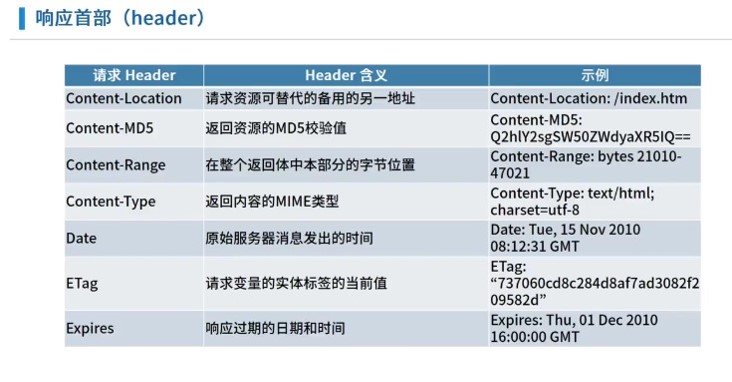 响应首部（header）
请求 Header Header 含义 示例
Content-Location 请求资源可替代的备用的另一地址 Content-Location: /index.htm
Content-MD5 返回资源的MD5校验值 Content-MD5:
Q2hlY2sgSW50ZWdyaXR5IQ==
Content-Range 在整个返回体中本部分的字节位置 Content-Range: bytes 21010-
47021
Content-Type 返回内容的MIME类型 Content-Type: text/html;
charset=utf-8
Date 原始服务器消息发出的时间 Date: Tue, 15 Nov 2010
08:12:31 GMT
ETag 请求变量的实体标签的当前值 ETag:
“737060cd8c284d8af7ad3082f2
09582d”
Expires 响应过期的日期和时间 Expires: Thu, 01 Dec 2010
16:00:00 GMT